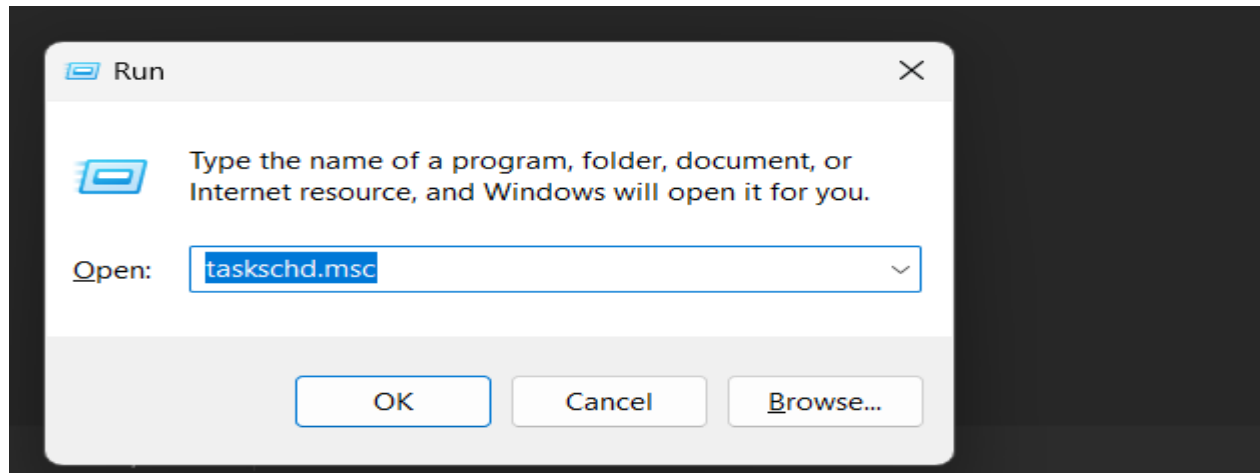 Run
Type the name of a program, folder, document, or
Internet resource, and Windows will open it for you.
Open: taskschd.msc
OK Cancel Browse...